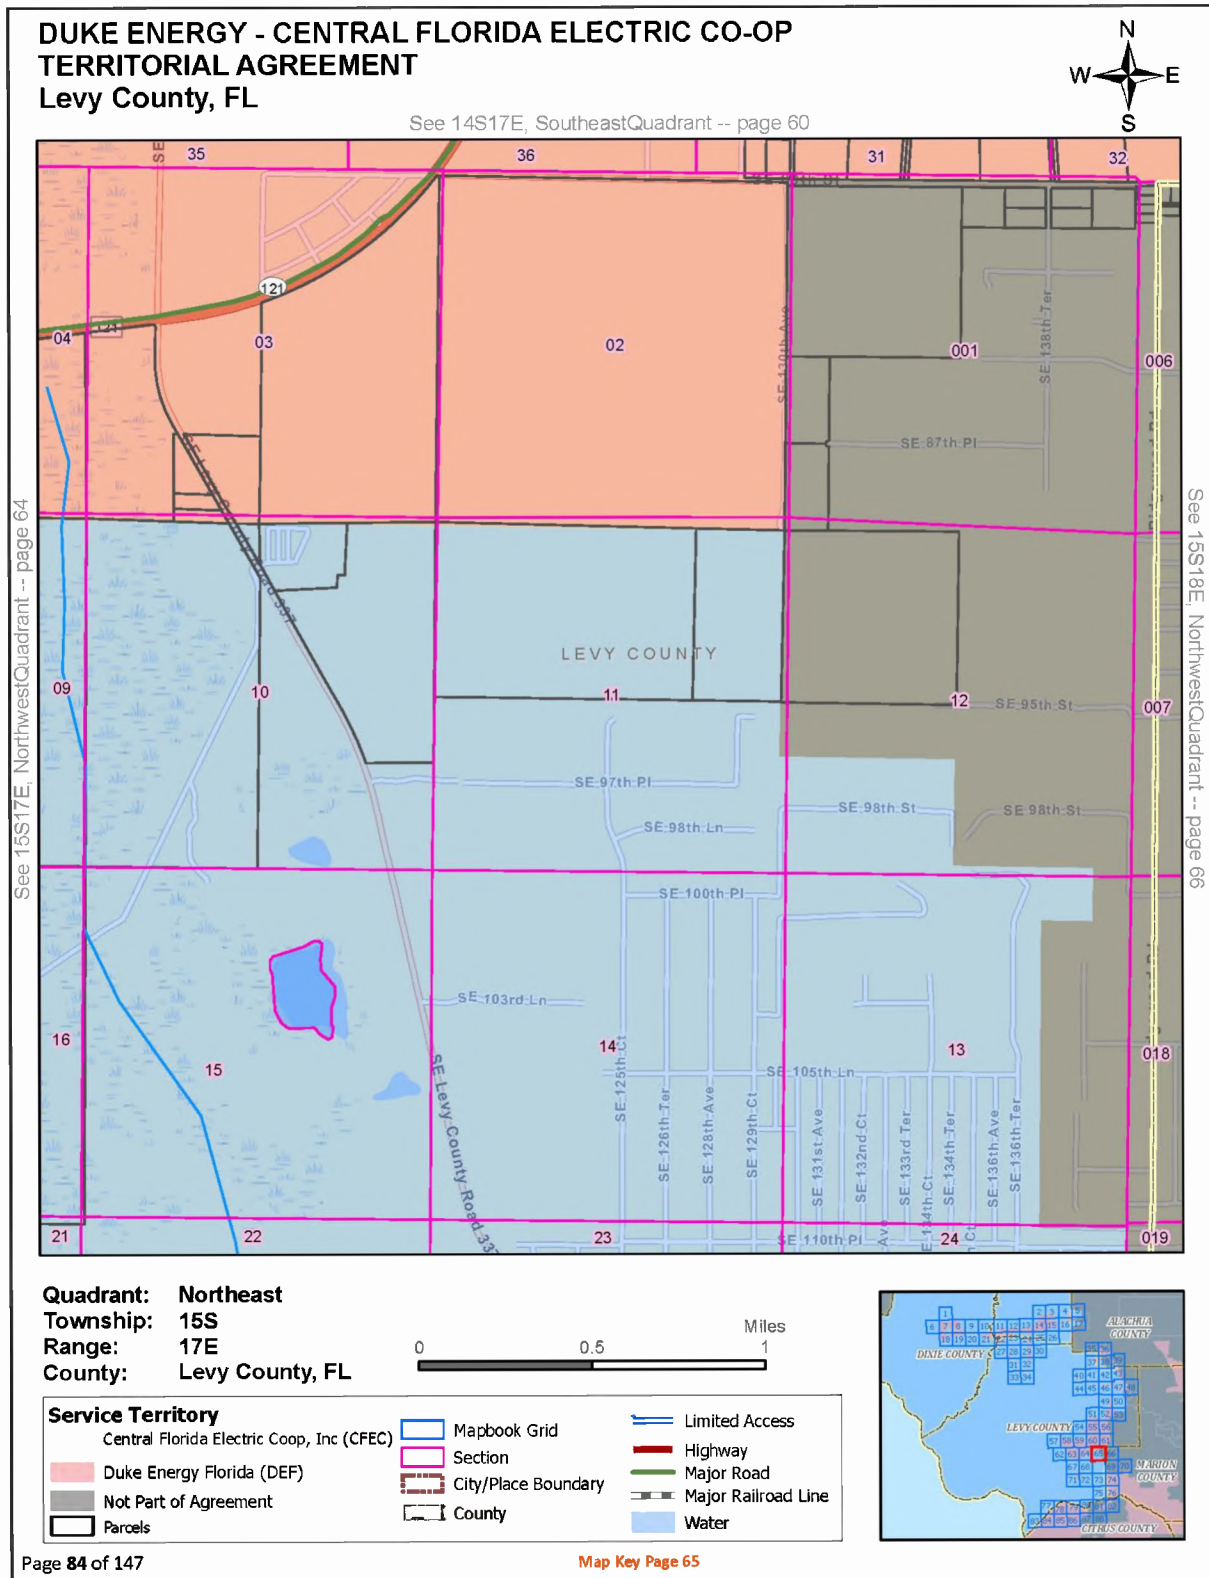 DUKE ENERGY - CENTRAL FLORIDA ELECTRIC CO-OP
TERRITORIAL AGREEMENT
Levy County, FL
N
W E
S
See 14S17E, SoutheastQuadrant -- page 60
35
36
31
32
SE
121
04
121
03
02
001
006
SE 130th Ave
SE 138th Ter
SE 87th Pl
See 15S17E, NorthwestQuadrant -- page 64
See 15S18E, NorthwestQuadrant -- page 66
LEVY COUNTY
09
10
11
12
007
SE 95th St
SE 97th Pl
SE 98th St
SE 98th St
SE 98th Ln
SE 100th Pl
SE 103rd Ln
16
15
14
13
018
SE 105th Ln
SE Levy County Road 337
SE 125th Ct
SE 126th Ter
SE 128th Ave
SE 129th Ct
SE 131st Ave
SE 132nd Ct
SE 133rd Ter
SE 134th Ter
SE 136th Ave
SE 136th Ter
E 134th Ct
Ave
Ct
21
22
23
SE 110th Pl
24
019
Quadrant: Northeast
Township: 15S
Range: 17E
County: Levy County, FL
Miles
0 0.5 1
Service Territory
Central Florida Electric Coop, Inc (CFEC)
Duke Energy Florida (DEF)
Not Part of Agreement
Parcels
Mapbook Grid
Section
City/Place Boundary
County
Limited Access
Highway
Major Road
Major Railroad Line
Water
ALACHUA
COUNTY
DIXIE COUNTY
LEVY COUNTY
MARION
COUNTY
CITRUS COUNTY
Page 84 of 147
Map Key Page 65